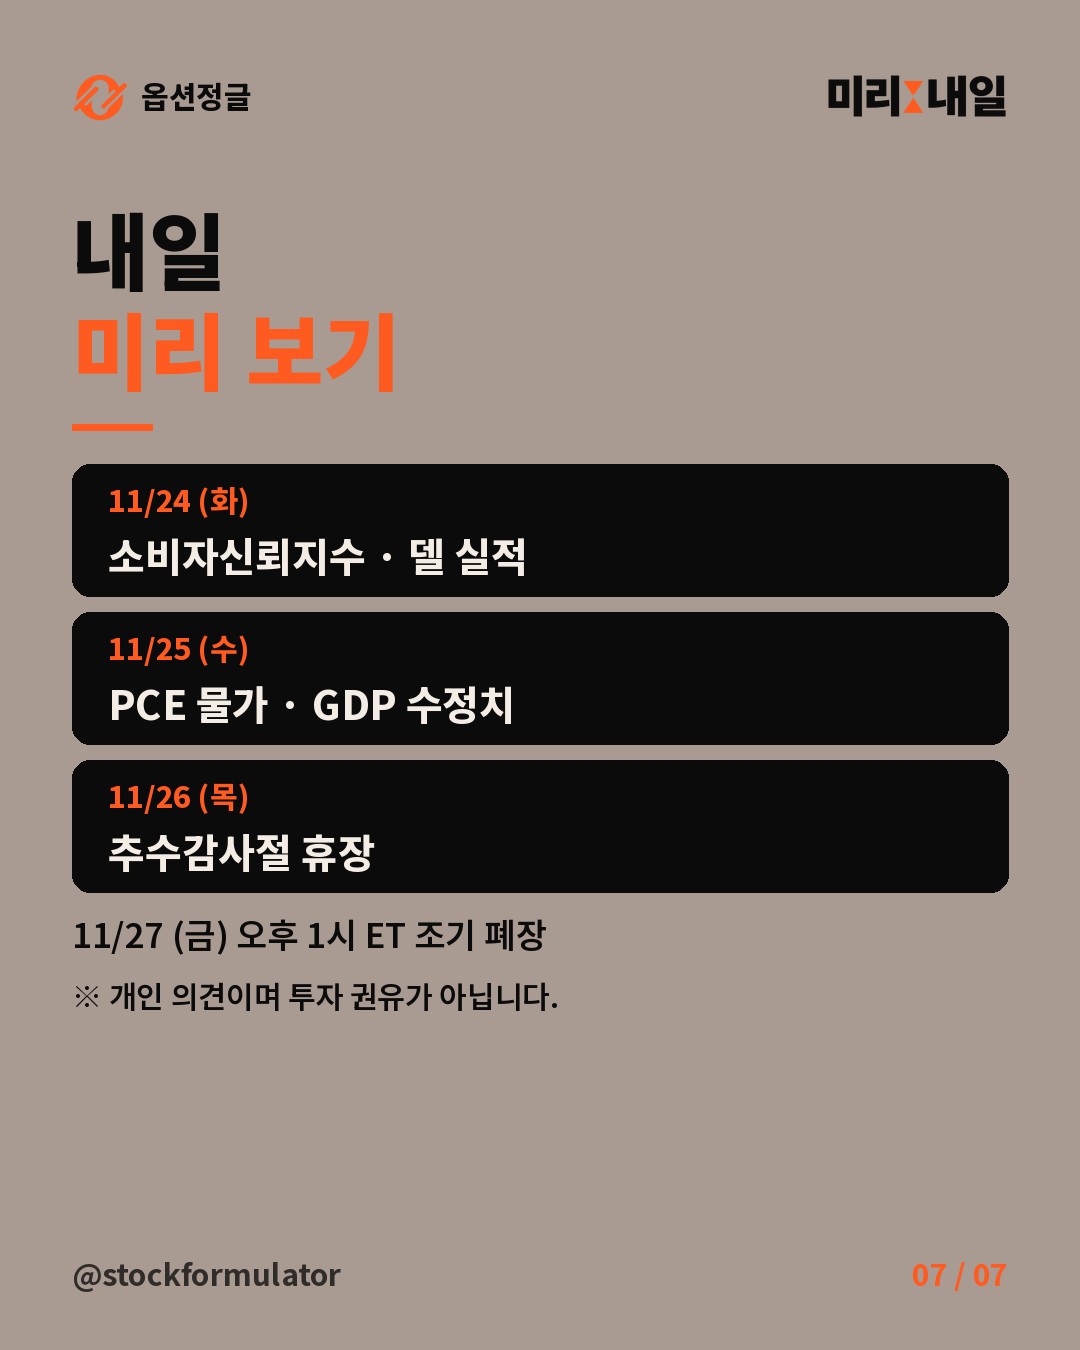 옵션정글
미리 내일
내일
미리 보기
11/24 (화)
소비자신뢰지수 · 델 실적
11/25 (수)
PCE 물가 · GDP 수정치
11/26 (목)
추수감사절 휴장
11/27 (금) 오후 1시 ET 조기 폐장
※ 개인 의견이며 투자 권유가 아닙니다.
@stockformulator
07 / 07